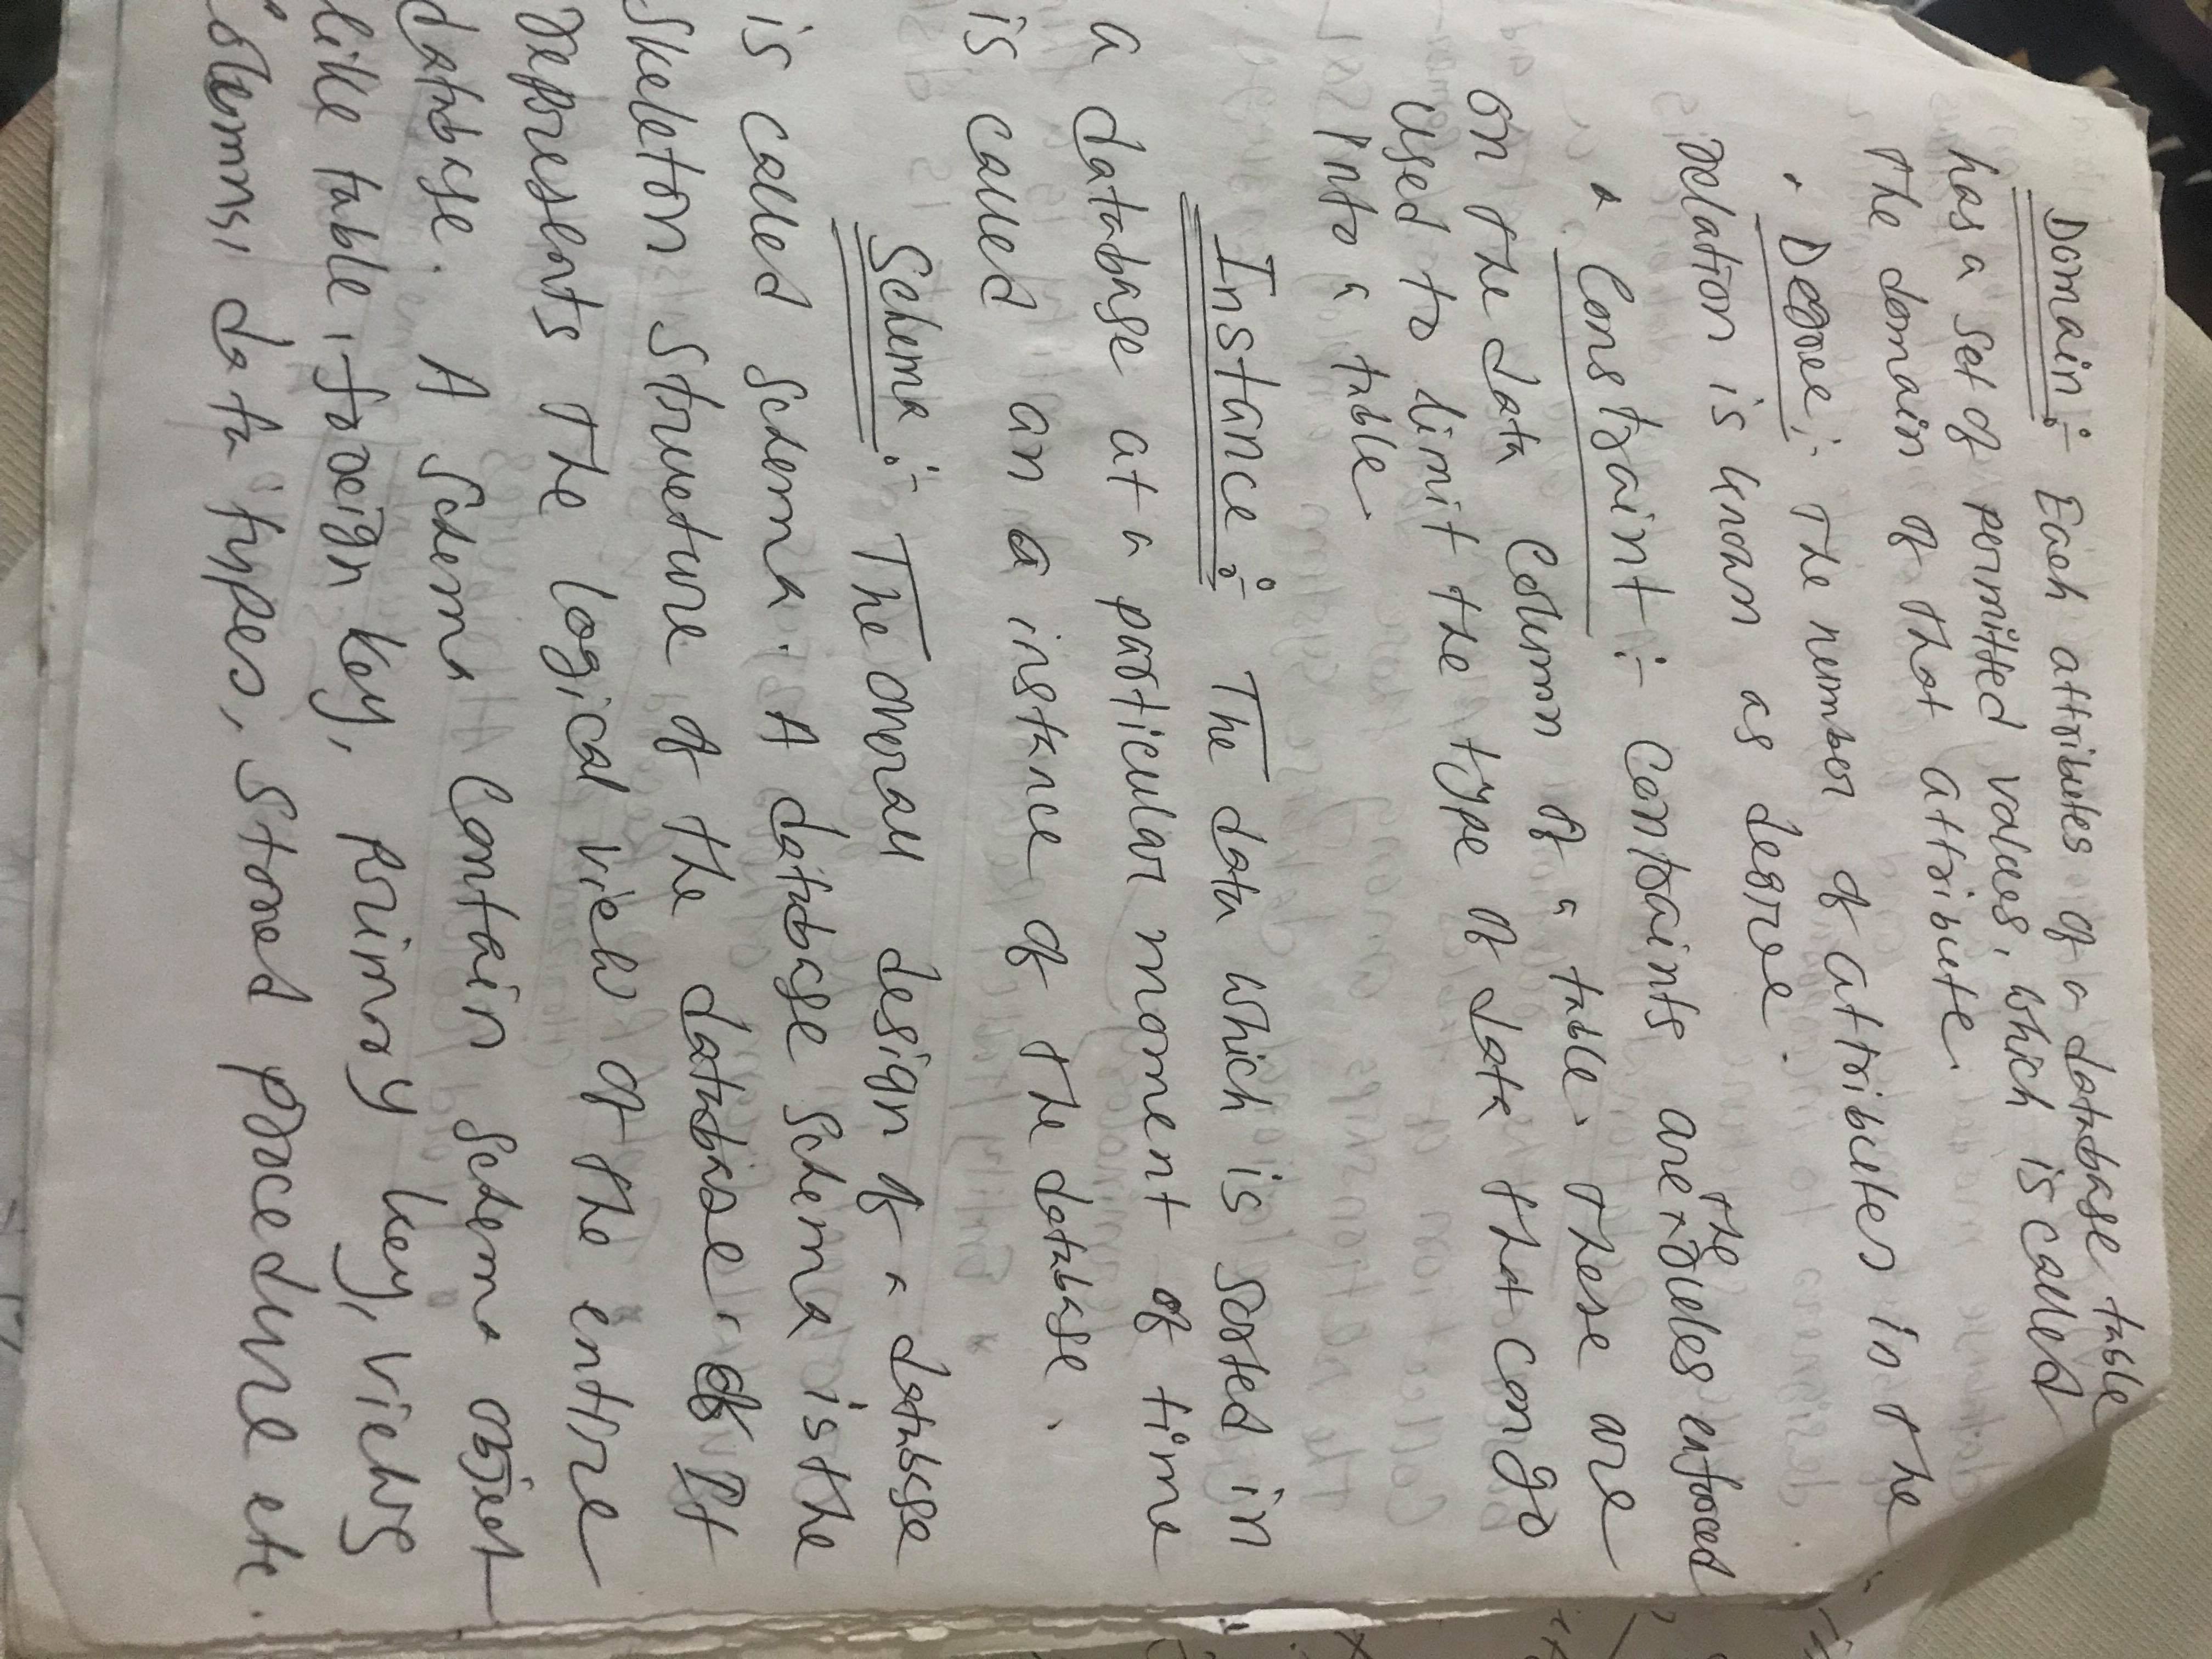 Domain :- Each attributes of a database table
has a set of permitted values, which is called
the domain of that attribute.
• Degree :- The number of attributes in the
relation is known as degree.
• Constraint :- Contraints are the rules enforced
on the data column of a table. These are
used to limit the type of data that can go
into a table.
Instance :- The data which is sorted in
a database at a particular moment of time
is called an a instance of the database.
Schema :- The overall design of a database
is called schema. A database schema is the
skeleton structure of the database. It
represents the logical view of the entire
database. A schema contain schema object
like table, foreign key, primary key, views
columns, data types, stored procedure etc.